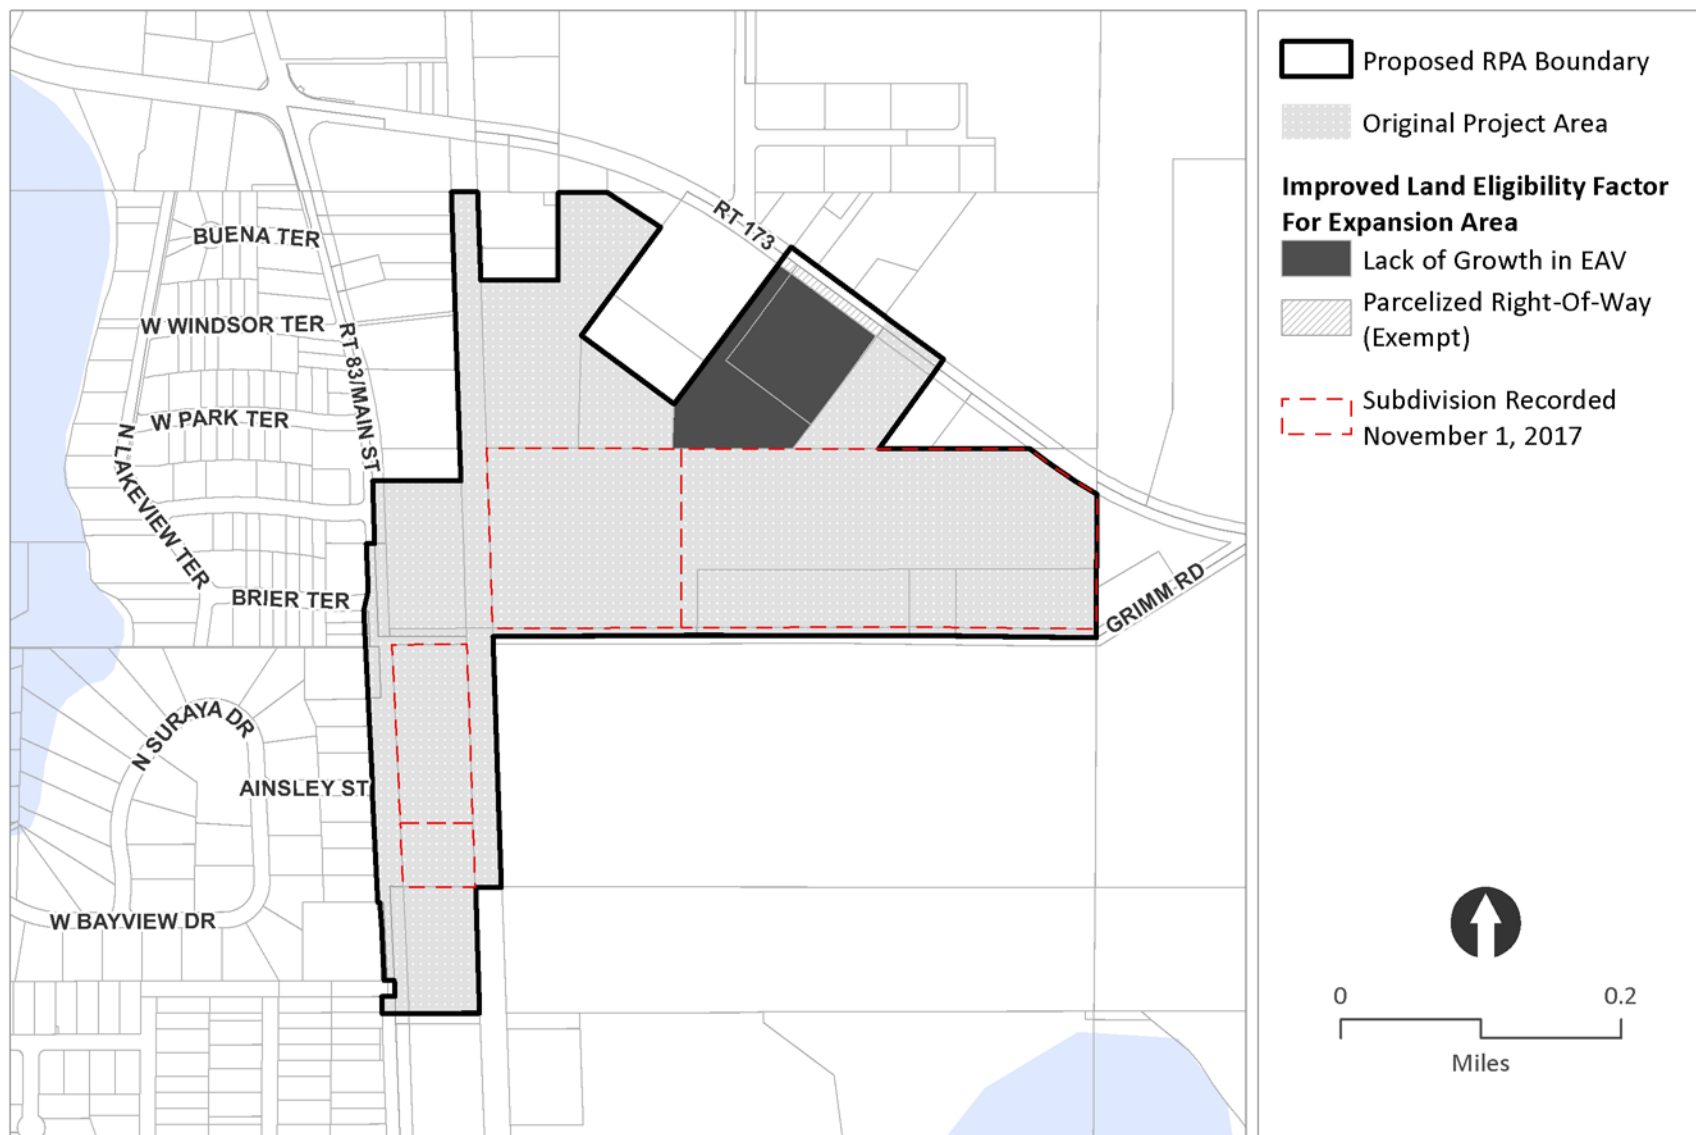 Proposed RPA Boundary
Original Project Area
Improved Land Eligibility Factor
For Expansion Area
Lack of Growth in EAV
Parcelized Right-Of-Way
(Exempt)
Subdivision Recorded
November 1, 2017
RT 173
BUENA TER
W WINDSOR TER
RT 83/MAIN ST
W PARK TER
N LAKEVIEW TER
BRIER TER
GRIMM RD
N SURAYA DR
AINSLEY ST
W BAYVIEW DR
0 0.2
Miles